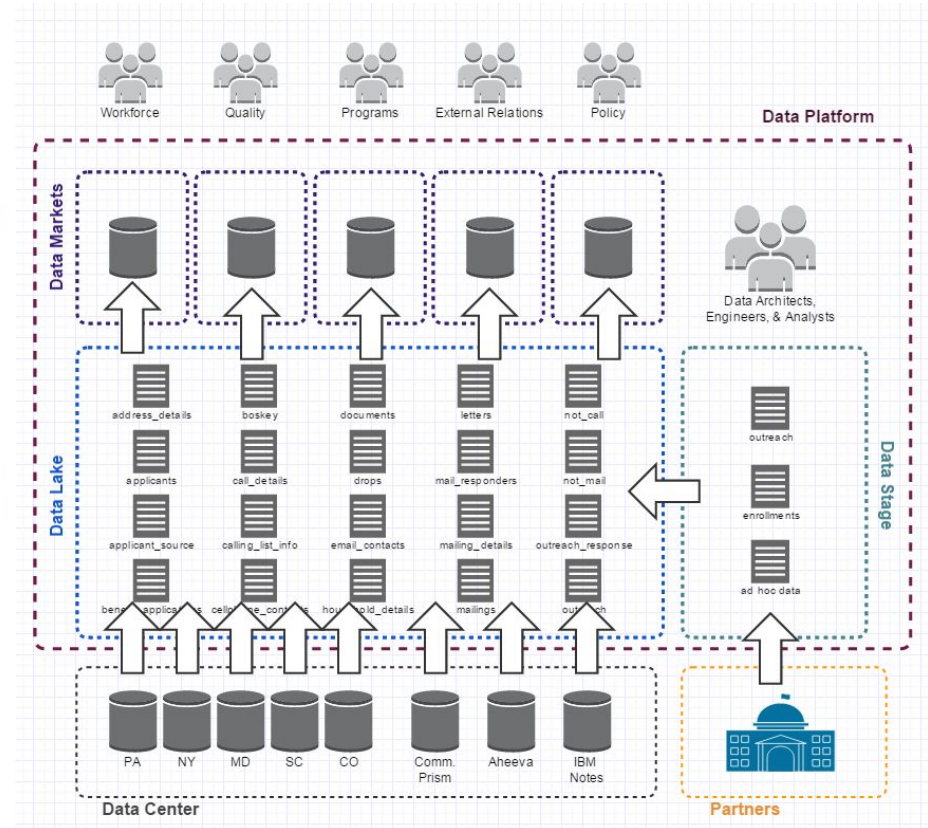 Workforce
Quality
Programs
External Relations
Policy
Data Platform
Data Markets
Data Architects,
Engineers, & Analysts
Data Lake
address_details
boskey
documents
letters
not_call
applicants
call_details
drops
mail_responders
not_mail
applicant_source
calling_list_info
email_contacts
mailing_details
outreach_response
mailings
Data Stage
outreach
enrollments
ad hoc data
PA
NY
MD
SC
CO
Comm.
Prism
Aheeva
IBM
Notes
Data Center
Partners